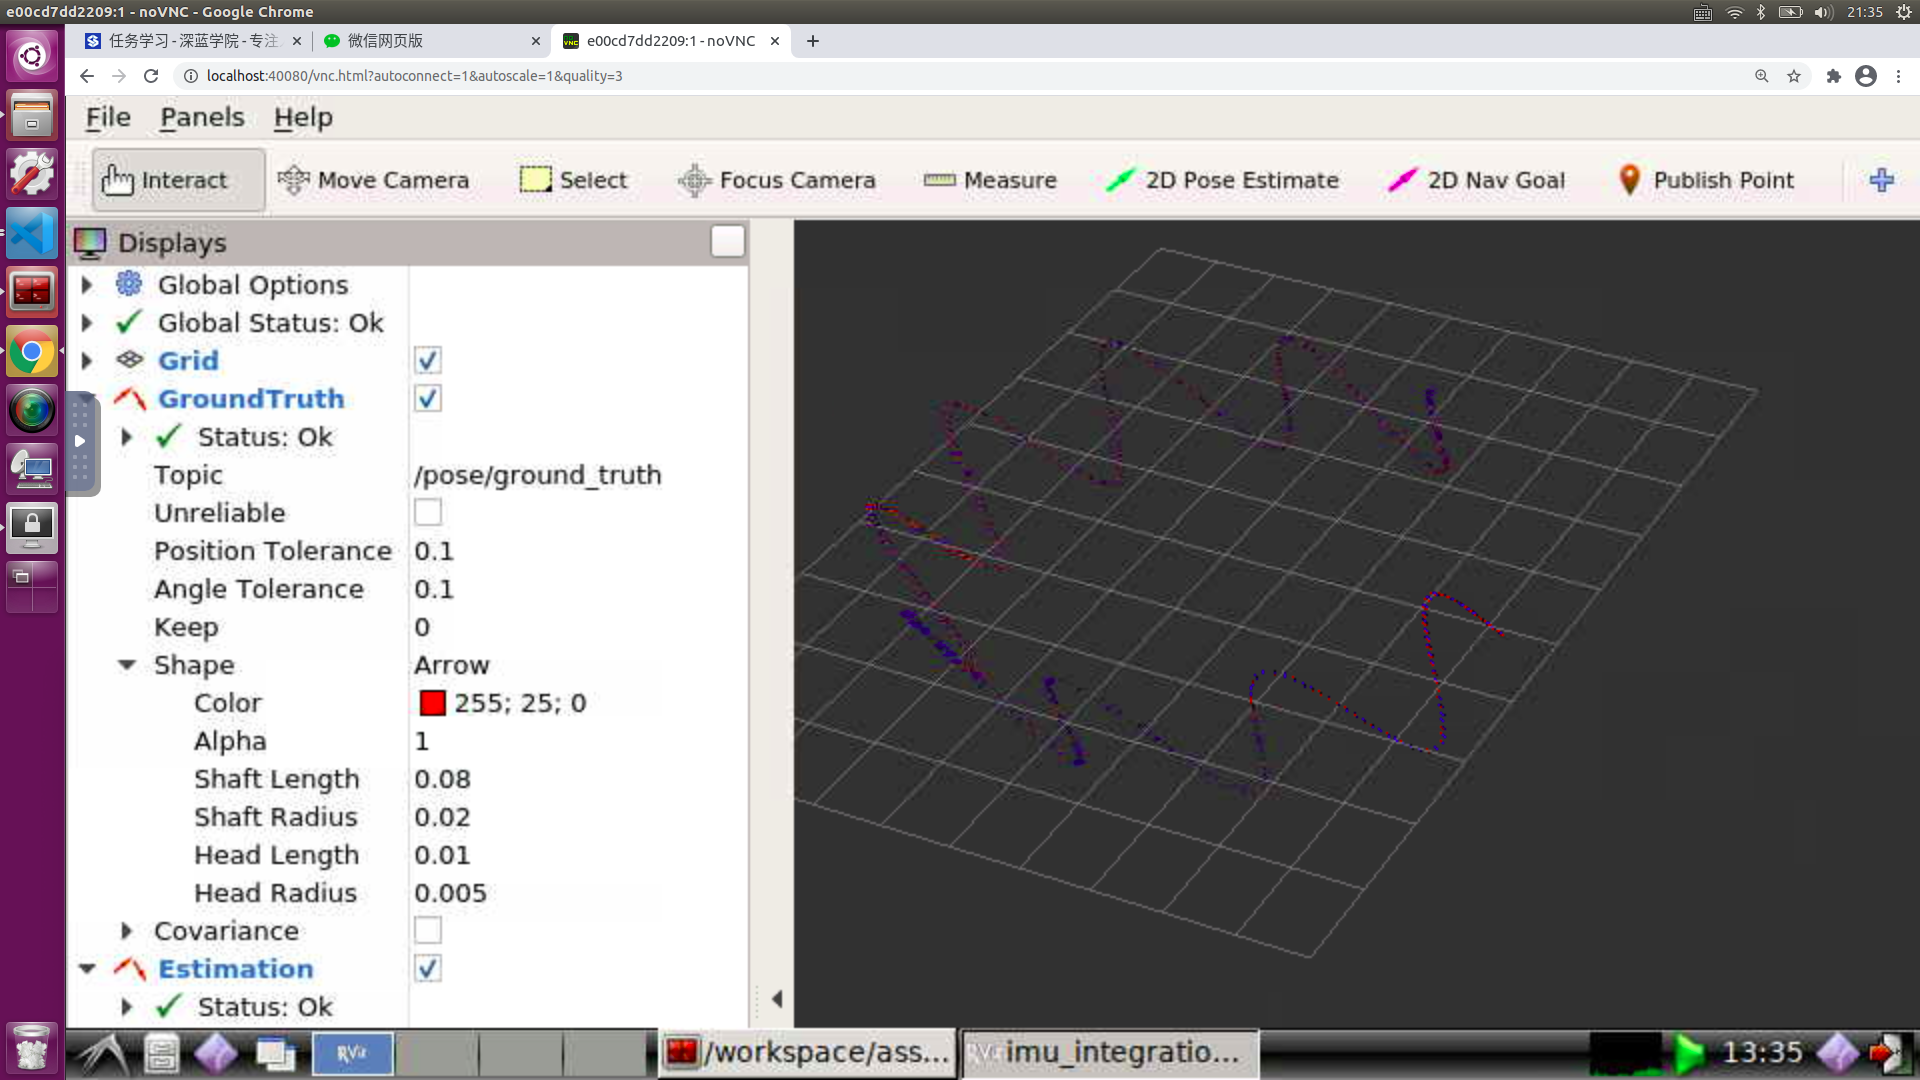 e00cd7dd2209:1 - noVNC - Google Chrome
21:35
任务学习 - 深蓝学院 - 专注
微信网页版
e00cd7dd2209:1 - noVNC
localhost:40080/vnc.html?autoconnect=1&autoscale=1&quality=3
File Panels Help
Interact Move Camera Select Focus Camera Measure 2D Pose Estimate 2D Nav Goal Publish Point
Displays
Global Options
Global Status: Ok
Grid
GroundTruth
Status: Ok
Topic /pose/ground_truth
Unreliable
Position Tolerance 0.1
Angle Tolerance 0.1
Keep 0
Shape Arrow
Color 255; 25; 0
Alpha 1
Shaft Length 0.08
Shaft Radius 0.02
Head Length 0.01
Head Radius 0.005
Covariance
Estimation
Status: Ok
RViz /workspace/ass... imu_integratio... 13:35